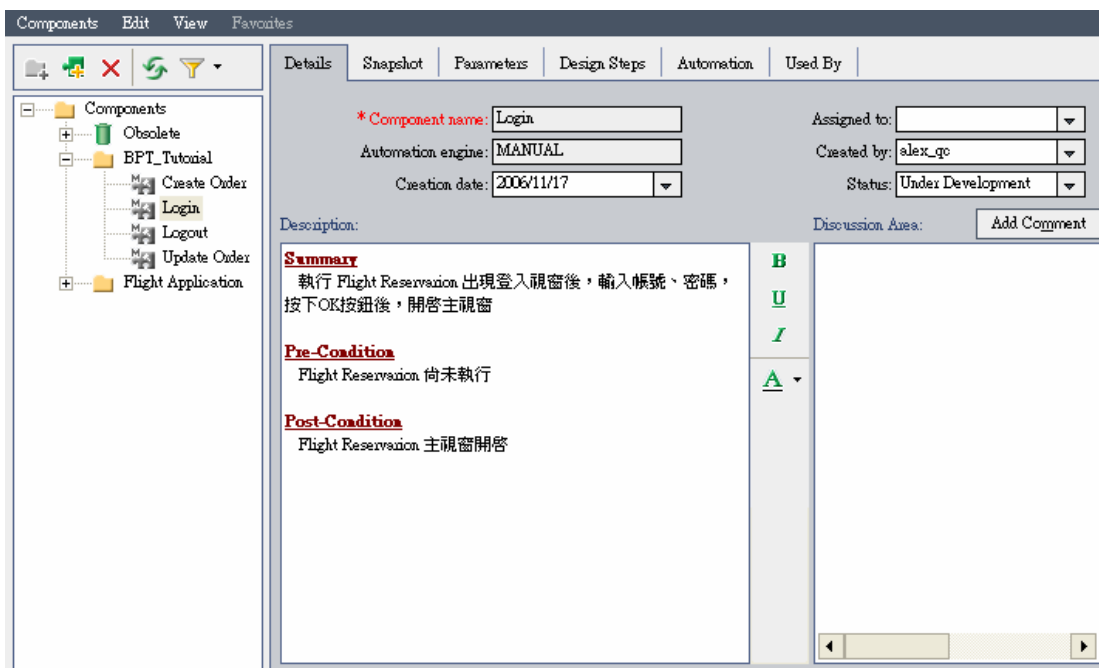 Components Edit View Favorites
Details Snapshot Parameters Design Steps Automation Used By
Components
Obsolete
BPT_Tutorial
Create Order
Login
Logout
Update Order
Flight Application
* Component name: Login
Assigned to:
Automation engine: MANUAL
Created by: alex_qc
Creation date: 2006/11/17
Status: Under Development
Description:
Discussion Area: Add Comment
Summary
執行 Flight Reservarion 出現登入視窗後,輸入帳號、密碼,
按下OK按鈕後,開啓主視窗
Pre-Condition
Flight Reservarion 尚未執行
Post-Condition
Flight Reservarion 主視窗開啓
B
U
I
A